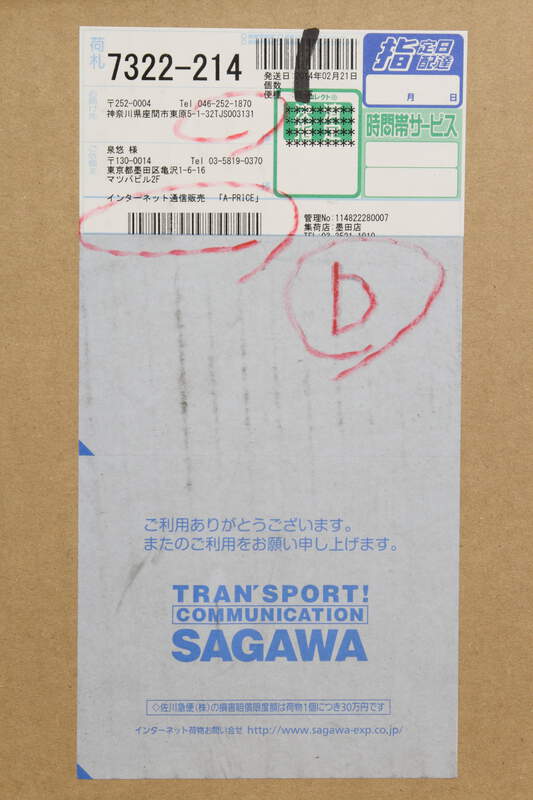 荷札
7322-214
発送日:2014年02月21日
個数
便種
指定日配達
月 日
お届け先
〒252-0004 Tel 046-252-1870
神奈川県座間市東原5-1-32TJS003131
時間帯サービス
泉悠 様
〒130-0014 Tel 03-5819-0370
東京都墨田区亀沢1-6-16
マツバビル2F
インターネット通信販売 「A-PRiCE」
管理No:114822280007
集荷店:墨田店
b
ご利用ありがとうございます。
またのご利用をお願い申し上げます。
TRAN'SPORT!
COMMUNICATION
SAGAWA
◇佐川急便(株)の損害賠償限度額は荷物1個につき30万円です
インターネット荷物お問い合せ http://www.sagawa-exp.co.jp/